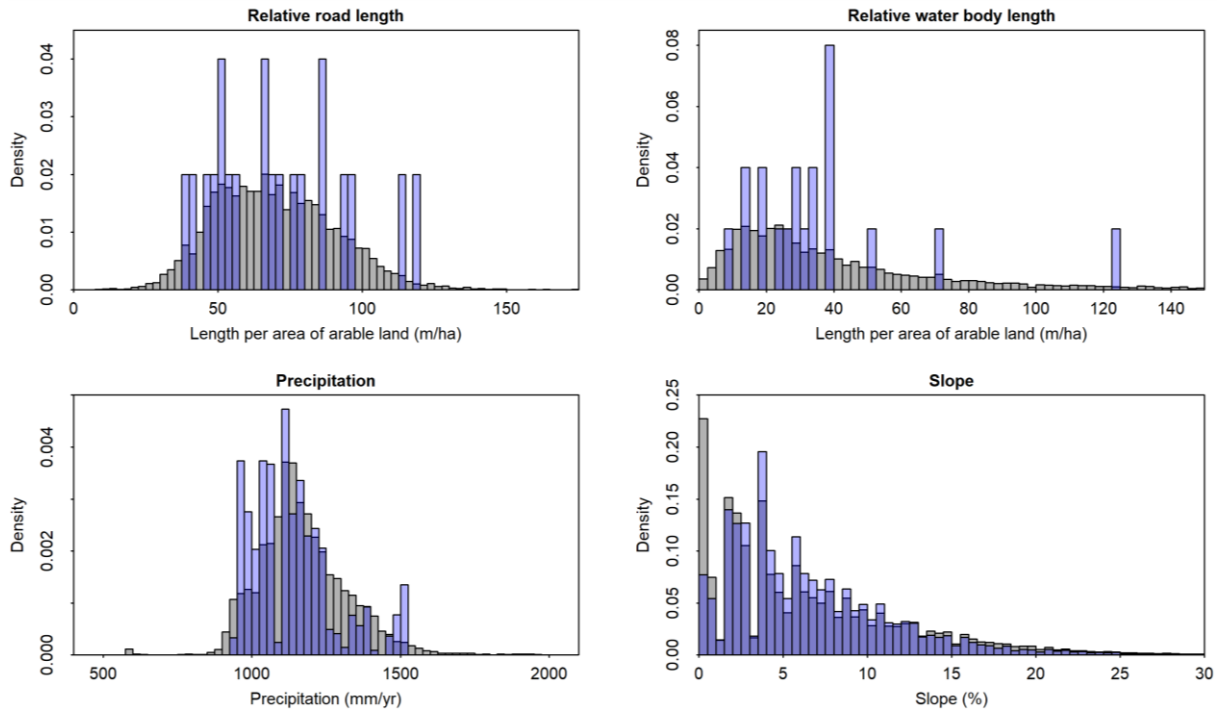 Relative road length
Density
0.00 0.01 0.02 0.03 0.04
0 50 100 150
Length per area of arable land (m/ha)
Relative water body length
Density
0.00 0.02 0.04 0.06 0.08
0 20 40 60 80 100 120 140
Length per area of arable land (m/ha)
Precipitation
Density
0.000 0.002 0.004
500 1000 1500 2000
Precipitation (mm/yr)
Slope
Density
0.00 0.05 0.10 0.15 0.20 0.25
0 5 10 15 20 25 30
Slope (%)